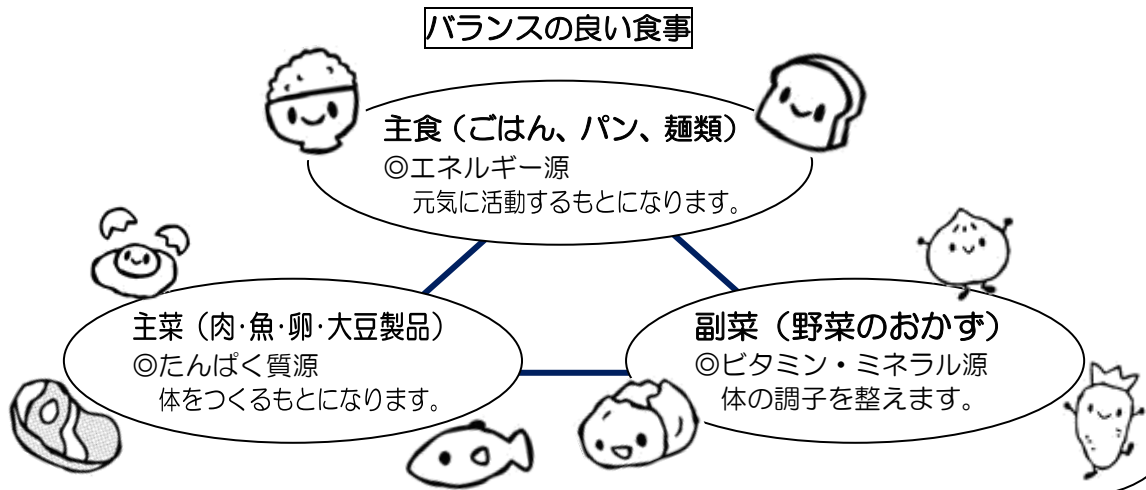 バランスの良い食事
主食（ごはん、パン、麺類）
◎エネルギー源
元気に活動するもとになります。
主菜（肉・魚・卵・大豆製品）
◎たんぱく質源
体をつくるもとになります。
副菜（野菜のおかず）
◎ビタミン・ミネラル源
体の調子を整えます。